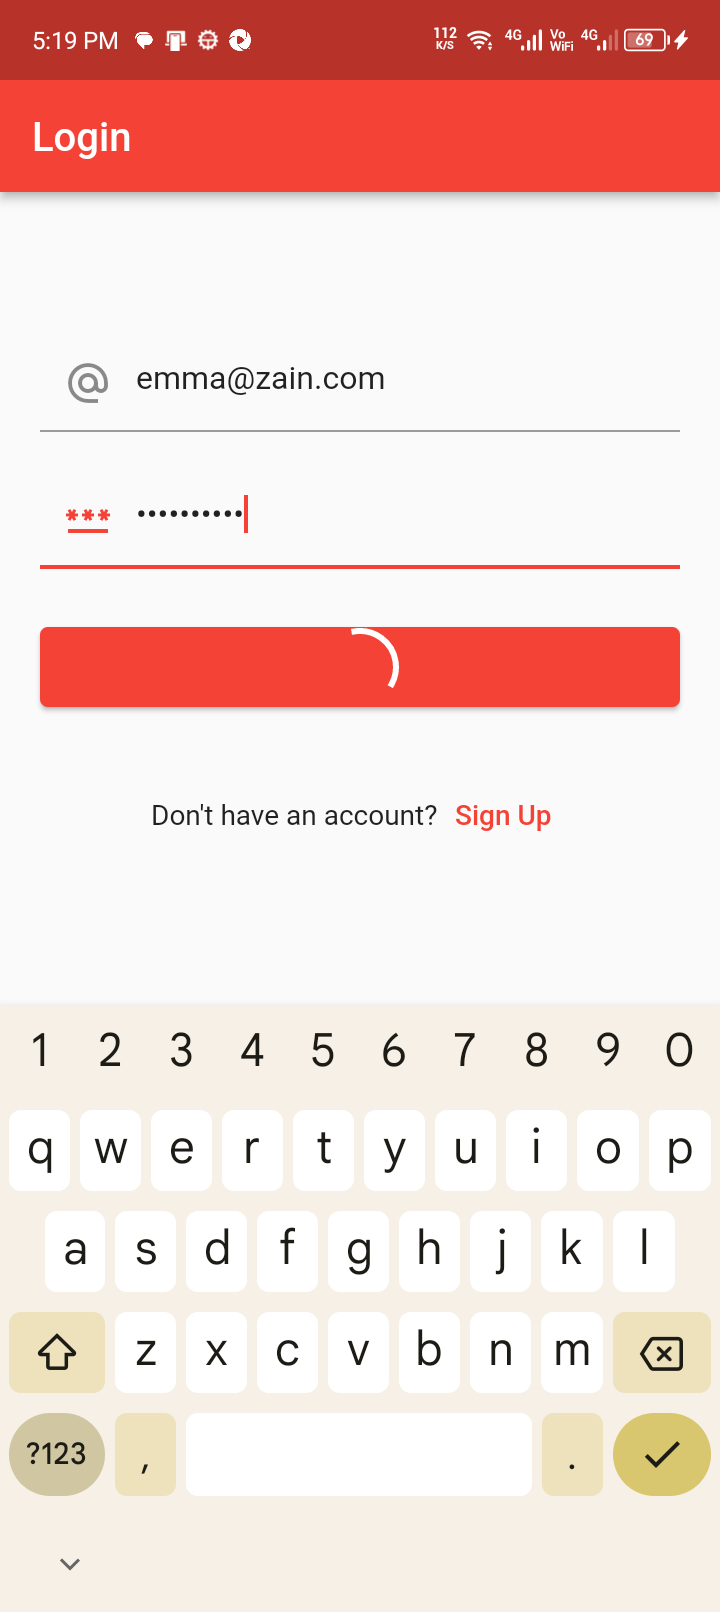 5:19 PM 112 K/S 4G Vo WiFi 4G 69
Login
emma@zain.com
***
••••••••••
Don't have an account? Sign Up
1 2 3 4 5 6 7 8 9 0
q w e r t y u i o p
a s d f g h j k l
z x c v b n m
?123 , .